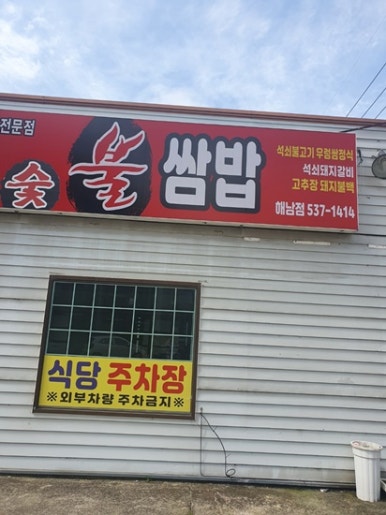 전문점
숯불쌈밥
석쇠불고기 무렁쌈정식
석쇠돼지갈비
고추장 돼지불백
해남점 537-1414
식당 주차장
※외부차량 주차금지※